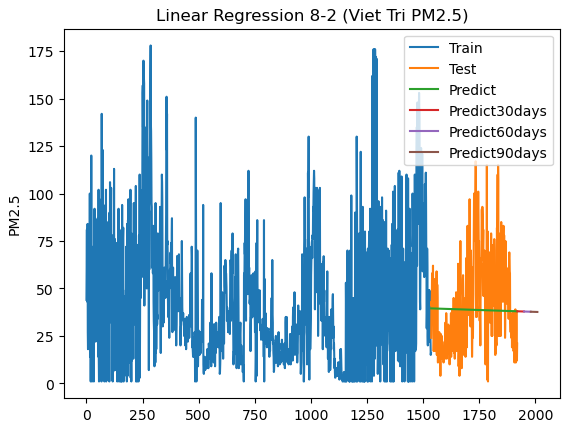 Linear Regression 8-2 (Viet Tri PM2.5)
PM2.5
175
150
125
100
75
50
25
0
0
250
500
750
1000
1250
1500
1750
2000
Train
Test
Predict
Predict30days
Predict60days
Predict90days